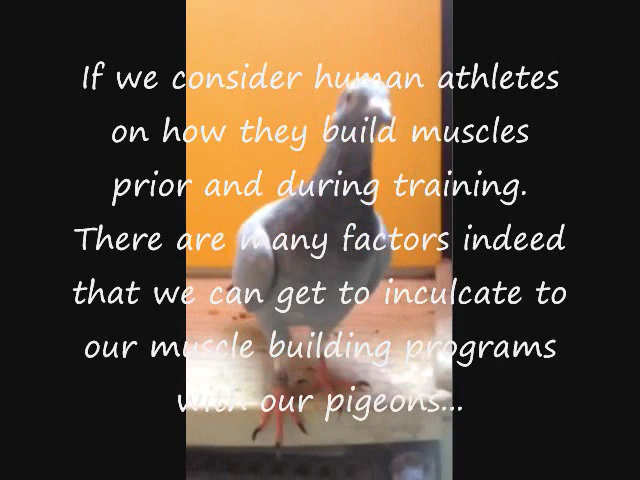 If we consider human athletes
on how they build muscles
prior and during training.
There are many factors indeed
that we can get to inculcate to
our muscle building programs
with our pigeons...